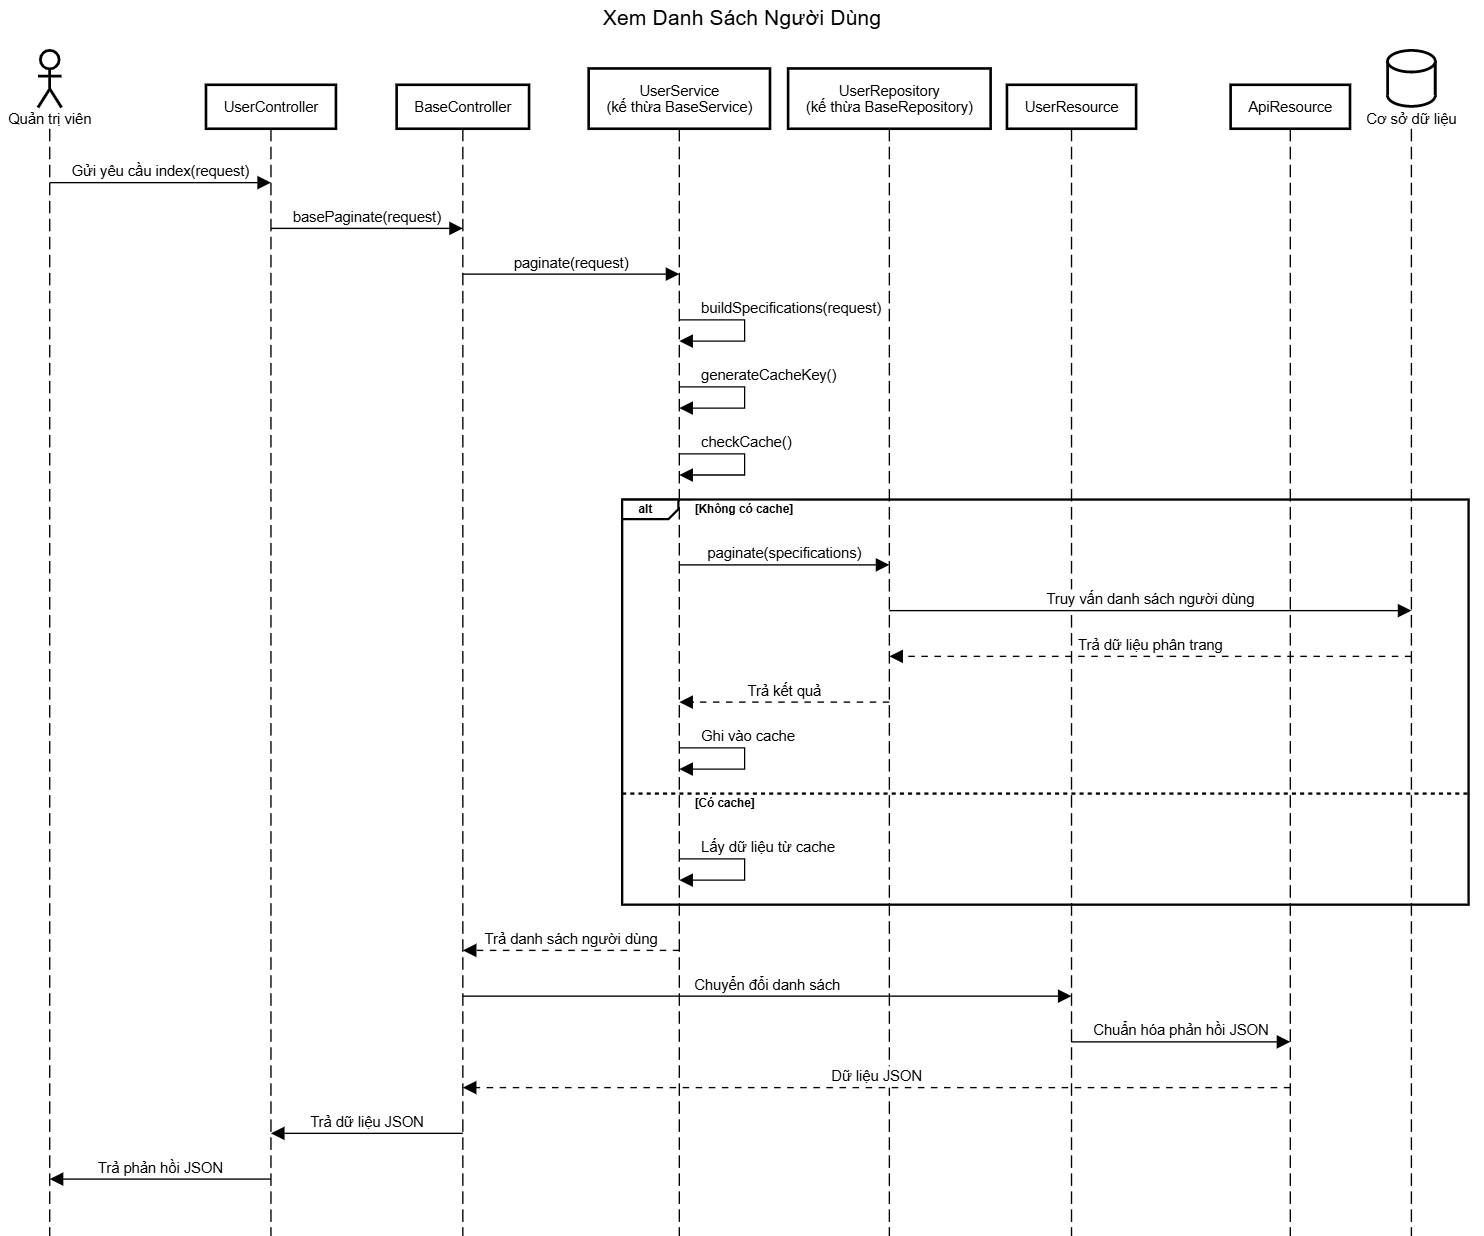 Xem Danh Sách Người Dùng
Quản trị viên
UserController
BaseController
UserService
(kế thừa BaseService)
UserRepository
(kế thừa BaseRepository)
UserResource
ApiResource
Cơ sở dữ liệu
Gửi yêu cầu index(request)
basePaginate(request)
paginate(request)
buildSpecifications(request)
generateCacheKey()
checkCache()
alt
[Không có cache]
paginate(specifications)
Truy vấn danh sách người dùng
Trả dữ liệu phân trang
Trả kết quả
Ghi vào cache
[Có cache]
Lấy dữ liệu từ cache
Trả danh sách người dùng
Chuyển đổi danh sách
Chuẩn hóa phản hồi JSON
Dữ liệu JSON
Trả dữ liệu JSON
Trả phản hồi JSON